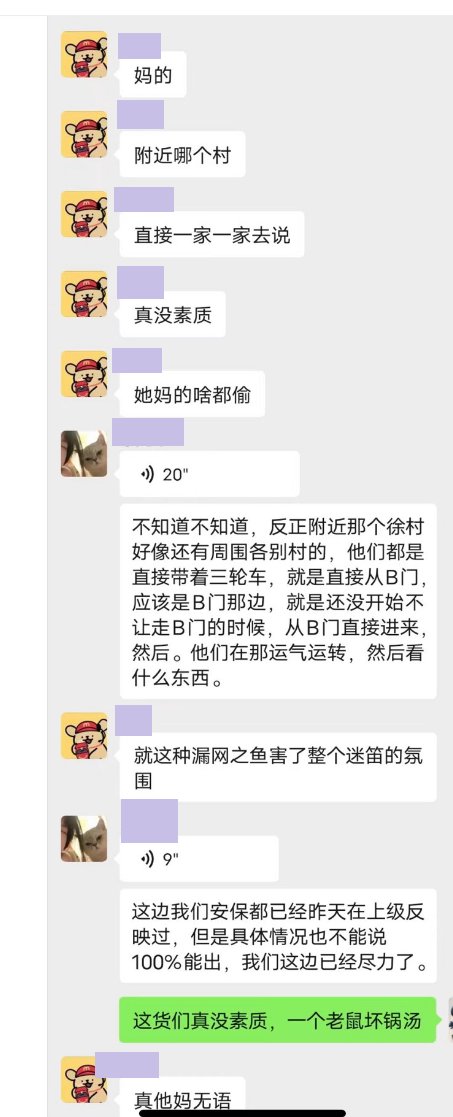 妈的
附近哪个村
直接一家一家去说
真没素质
她妈的啥都偷
20"
不知道不知道，反正附近那个徐村
好像还有周围各别村的，他们都是
直接带着三轮车，就是直接从B门，
应该是B门那边，就是还没开始不
让走B门的时候，从B门直接进来，
然后。他们在那运气运转，然后看
什么东西。
就这种漏网之鱼害了整个迷笛的氛
围
9"
这边我们安保都已经昨天在上级反
映过，但是具体情况也不能说
100%能出，我们这边已经尽力了。
这货们真没素质，一个老鼠坏锅汤
真他妈无语